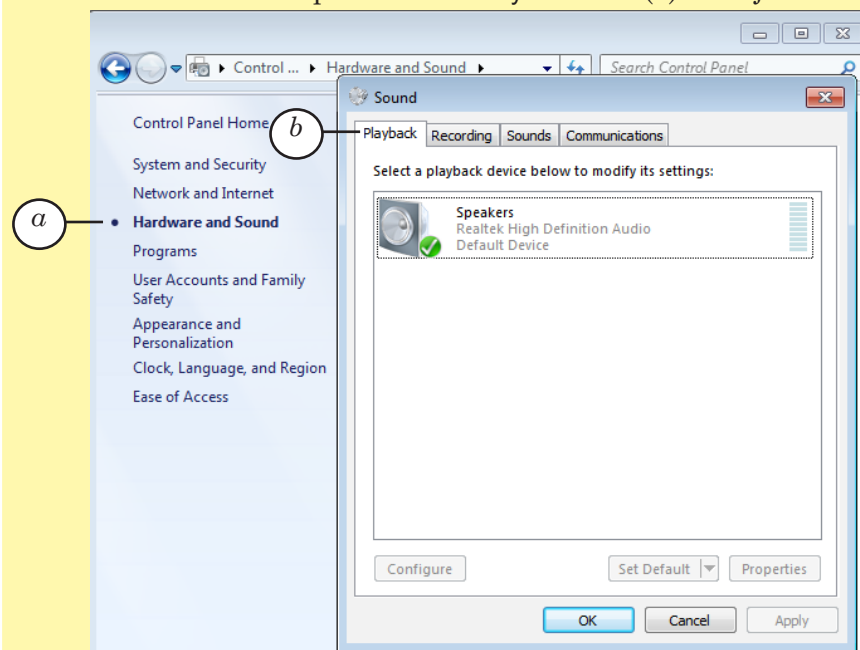 Control ... Hardware and Sound Search Control Panel
Control Panel Home
System and Security
Network and Internet
a
Hardware and Sound
Programs
User Accounts and Family
Safety
Appearance and
Personalization
Clock, Language, and Region
Ease of Access
Sound
b
Playback Recording Sounds Communications
Select a playback device below to modify its settings:
Speakers
Realtek High Definition Audio
Default Device
Configure Set Default Properties
OK Cancel Apply